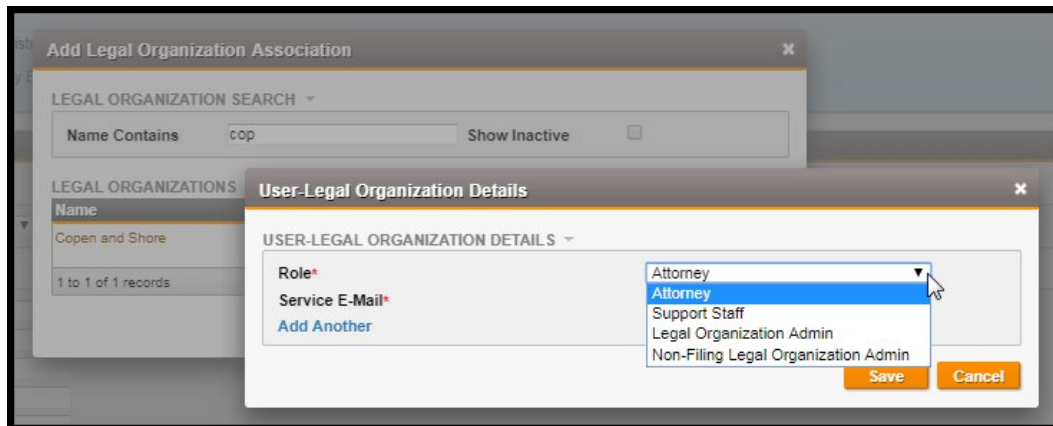 Add Legal Organization Association
LEGAL ORGANIZATION SEARCH
Name Contains cop Show Inactive
LEGAL ORGANIZATIONS
Name
Copen and Shore
1 to 1 of 1 records
User-Legal Organization Details
USER-LEGAL ORGANIZATION DETAILS
Role* Attorney
Attorney
Service E-Mail*
Support Staff
Add Another
Legal Organization Admin
Non-Filing Legal Organization Admin
Save Cancel